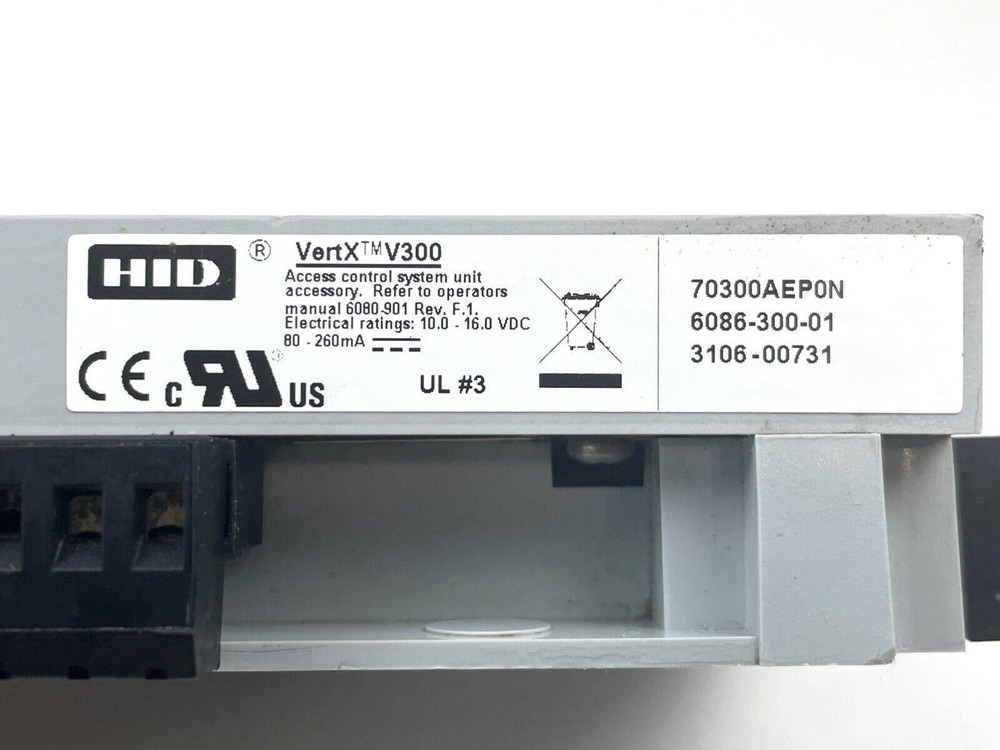 HID ®
VertX™ V300
Access control system unit
accessory. Refer to operators
manual 6080-901 Rev. F.1.
Electrical ratings: 10.0 - 16.0 VDC
80 - 260mA
CE c RU ® US
UL #3
70300AEP0N
6086-300-01
3106-00731